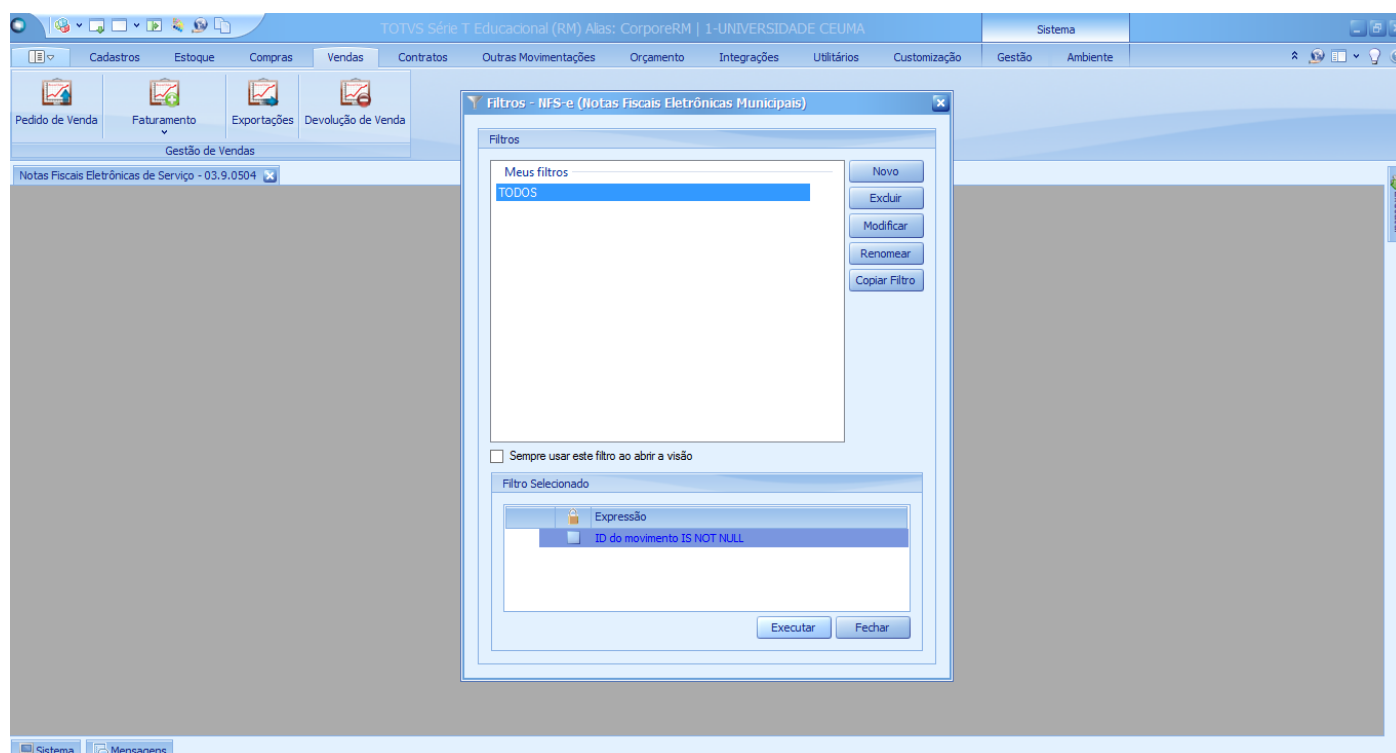 TOTVS Série T Educacional (RM) Alias: CorporeRM | 1-UNIVERSIDADE CEUMA
Sistema
Cadastros Estoque Compras Vendas Contratos Outras Movimentações Orçamento Integrações Utilitários Customização Gestão Ambiente
Pedido de Venda Faturamento Exportações Devolução de Venda
Gestão de Vendas
Notas Fiscais Eletrônicas de Serviço - 03.9.0504
Filtros - NFS-e (Notas Fiscais Eletrônicas Municipais)
Filtros
Meus filtros
TODOS
Novo
Excluir
Modificar
Renomear
Copiar Filtro
Sempre usar este filtro ao abrir a visão
Filtro Selecionado
Expressão
ID do movimento IS NOT NULL
Executar Fechar
Sistema Mensagens